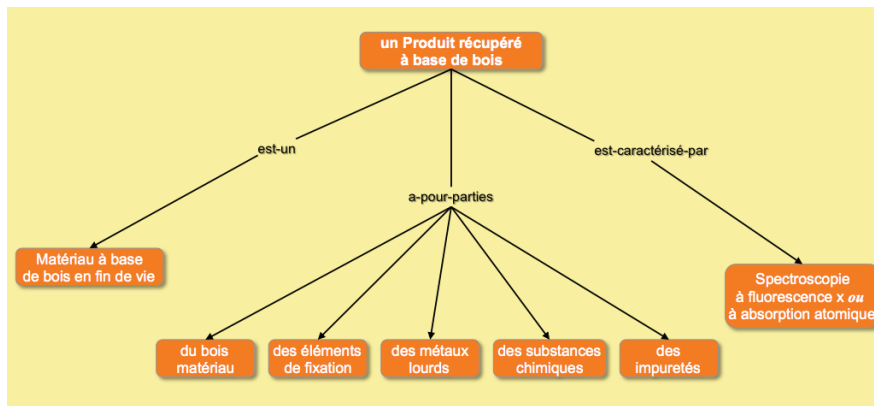 un Produit récupéré
à base de bois
est-un
est-caractérisé-par
a-pour-parties
Matériau à base
de bois en fin de vie
Spectroscopie
à fluorescence x ou
à absorption atomique
du bois
matériau
des éléments
de fixation
des métaux
lourds
des substances
chimiques
des
impuretés